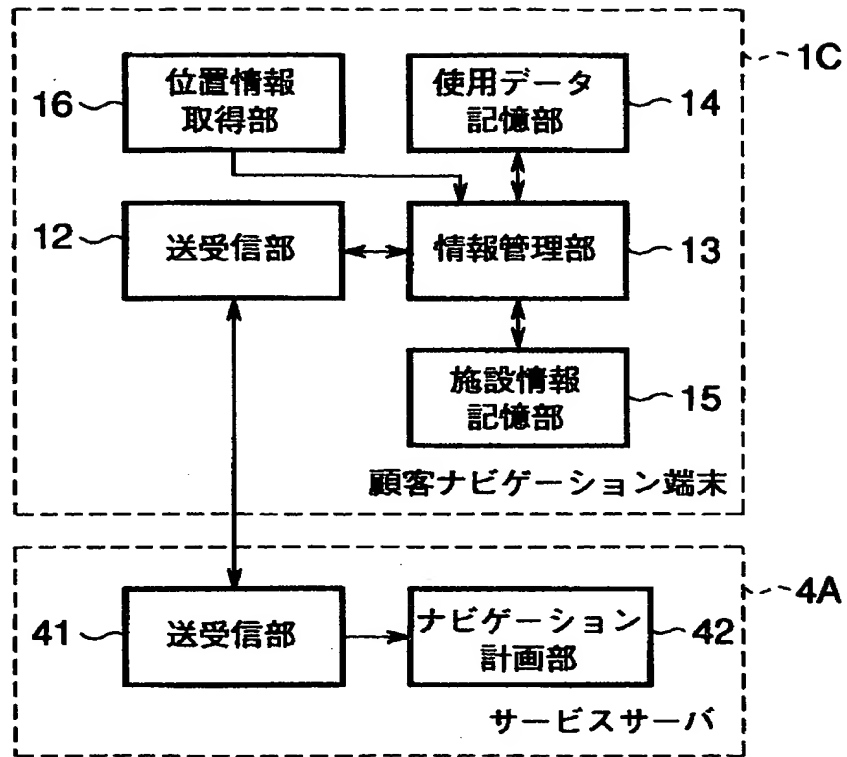 1C
16
位置情報
取得部
使用データ
記憶部
14
12
送受信部
情報管理部
13
施設情報
記憶部
15
顧客ナビゲーション端末
4A
41
送受信部
ナビゲーション
計画部
42
サービスサーバ